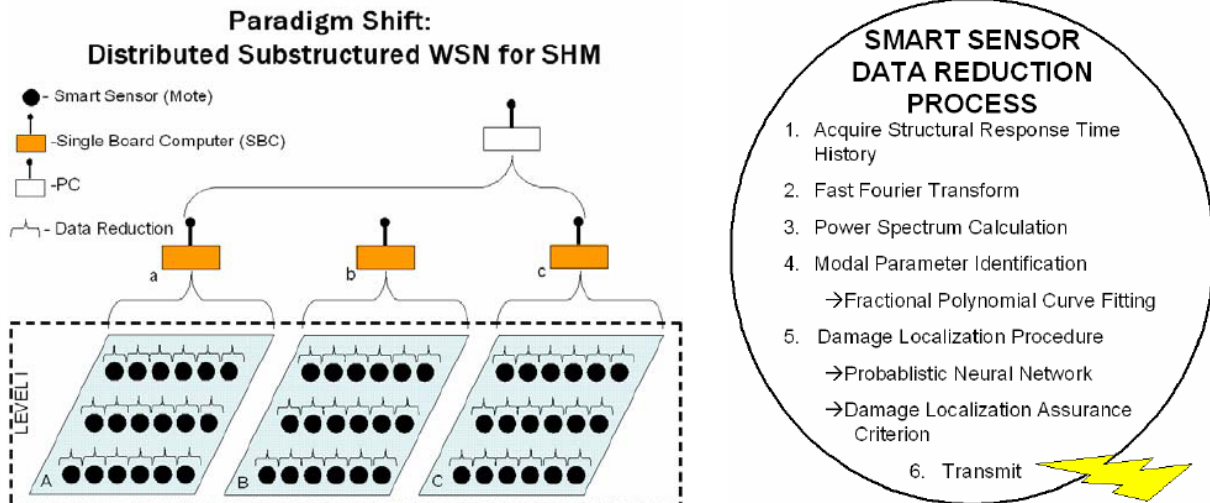 Paradigm Shift:
Distributed Substructured WSN for SHM
- Smart Sensor (Mote)
-Single Board Computer (SBC)
-PC
- Data Reduction
a
b
c
LEVEL I
A
B
C
SMART SENSOR
DATA REDUCTION
PROCESS
1. Acquire Structural Response Time
History
2. Fast Fourier Transform
3. Power Spectrum Calculation
4. Modal Parameter Identification
→Fractional Polynomial Curve Fitting
5. Damage Localization Procedure
→Probablistic Neural Network
→Damage Localization Assurance
Criterion
6. Transmit